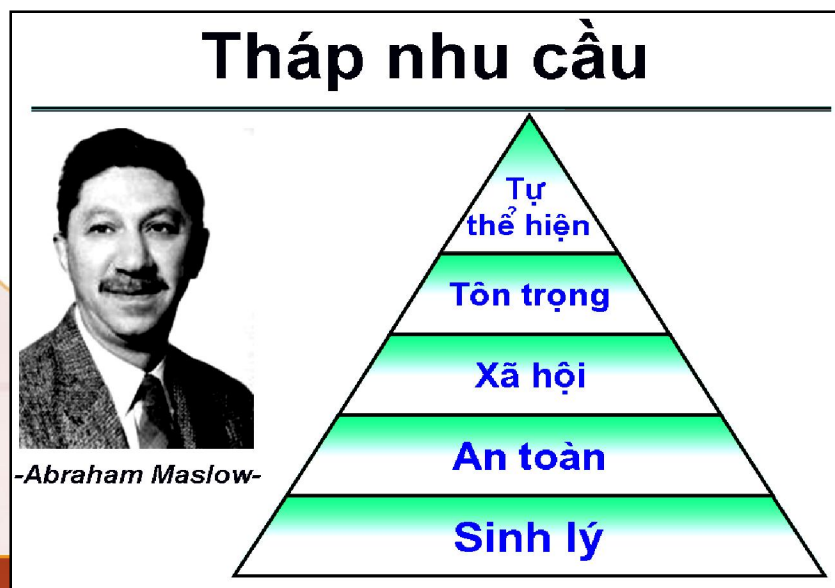 Tháp nhu cầu
Tự
thể hiện
Tôn trọng
Xã hội
An toàn
Sinh lý
-Abraham Maslow-